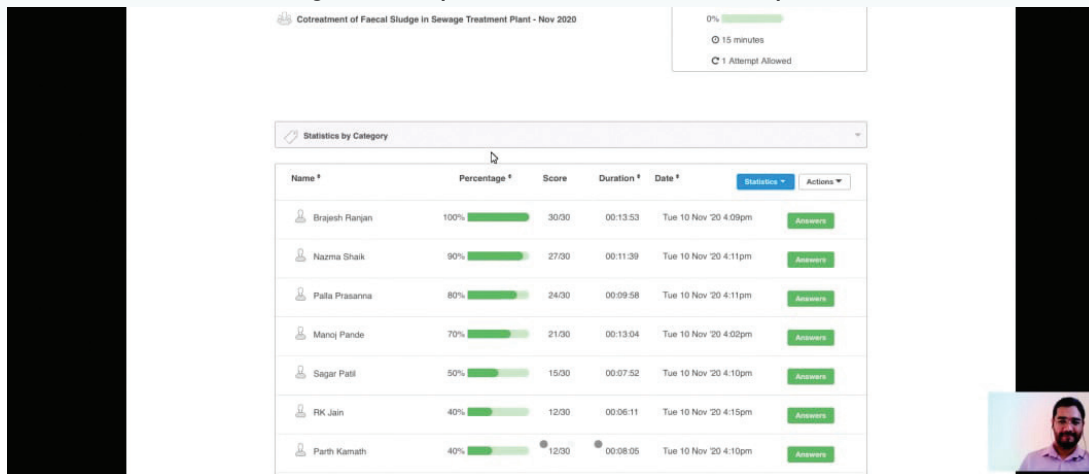 Cotreatment of Faecal Sludge in Sewage Treatment Plant - Nov 2020
0%
15 minutes
1 Attempt Allowed
Statistics by Category
Name Percentage Score Duration Date Statistics Actions
Brajesh Ranjan 100% 30/30 00:13:53 Tue 10 Nov '20 4:09pm Answers
Nazma Shaik 90% 27/30 00:11:39 Tue 10 Nov '20 4:11pm Answers
Palla Prasanna 80% 24/30 00:09:58 Tue 10 Nov '20 4:11pm Answers
Manoj Pande 70% 21/30 00:13:04 Tue 10 Nov '20 4:02pm Answers
Sagar Patil 50% 15/30 00:07:52 Tue 10 Nov '20 4:10pm Answers
RK Jain 40% 12/30 00:06:11 Tue 10 Nov '20 4:15pm Answers
Parth Kamath 40% 12/30 00:08:05 Tue 10 Nov '20 4:10pm Answers